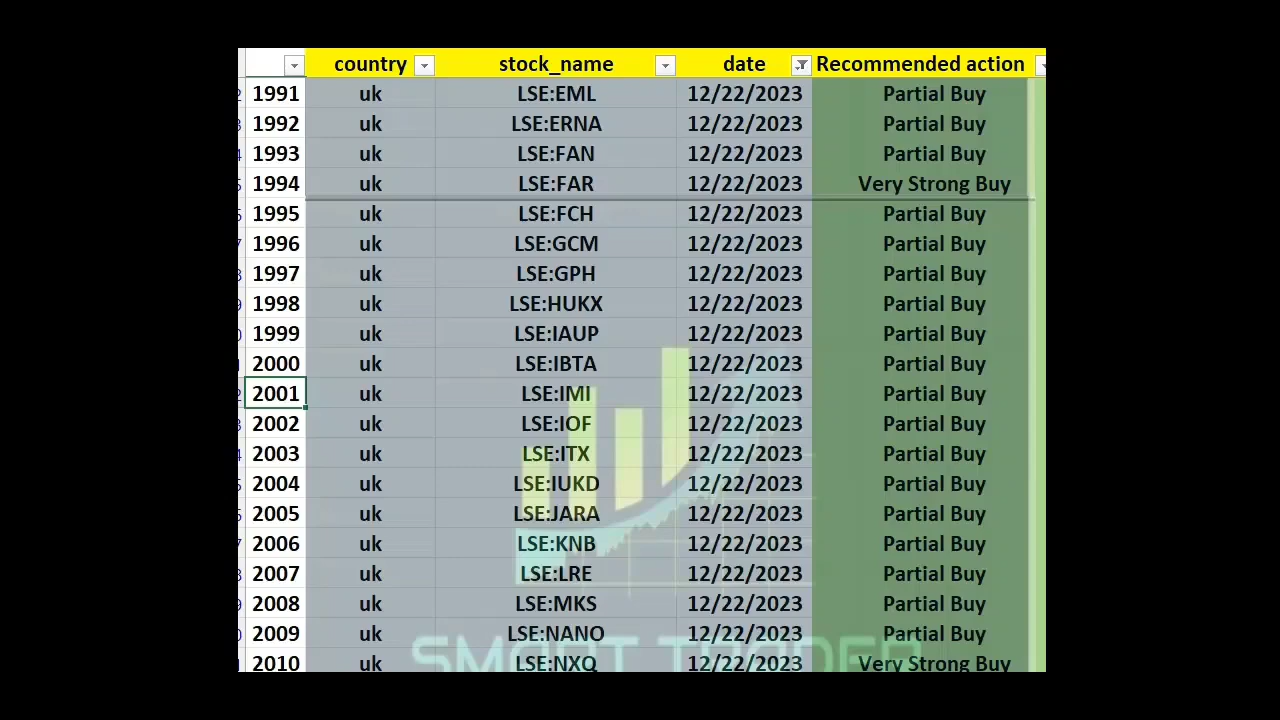 country stock_name date Recommended action
1991 uk LSE:EML 12/22/2023 Partial Buy
1992 uk LSE:ERNA 12/22/2023 Partial Buy
1993 uk LSE:FAN 12/22/2023 Partial Buy
1994 uk LSE:FAR 12/22/2023 Very Strong Buy
1995 uk LSE:FCH 12/22/2023 Partial Buy
1996 uk LSE:GCM 12/22/2023 Partial Buy
1997 uk LSE:GPH 12/22/2023 Partial Buy
1998 uk LSE:HUKX 12/22/2023 Partial Buy
1999 uk LSE:IAUP 12/22/2023 Partial Buy
2000 uk LSE:IBTA 12/22/2023 Partial Buy
2001 uk LSE:IMI 12/22/2023 Partial Buy
2002 uk LSE:IOF 12/22/2023 Partial Buy
2003 uk LSE:ITX 12/22/2023 Partial Buy
2004 uk LSE:IUKD 12/22/2023 Partial Buy
2005 uk LSE:JARA 12/22/2023 Partial Buy
2006 uk LSE:KNB 12/22/2023 Partial Buy
2007 uk LSE:LRE 12/22/2023 Partial Buy
2008 uk LSE:MKS 12/22/2023 Partial Buy
2009 uk LSE:NANO 12/22/2023 Partial Buy
2010 uk LSE:NXQ 12/22/2023 Very Strong Buy
SMART TRADER